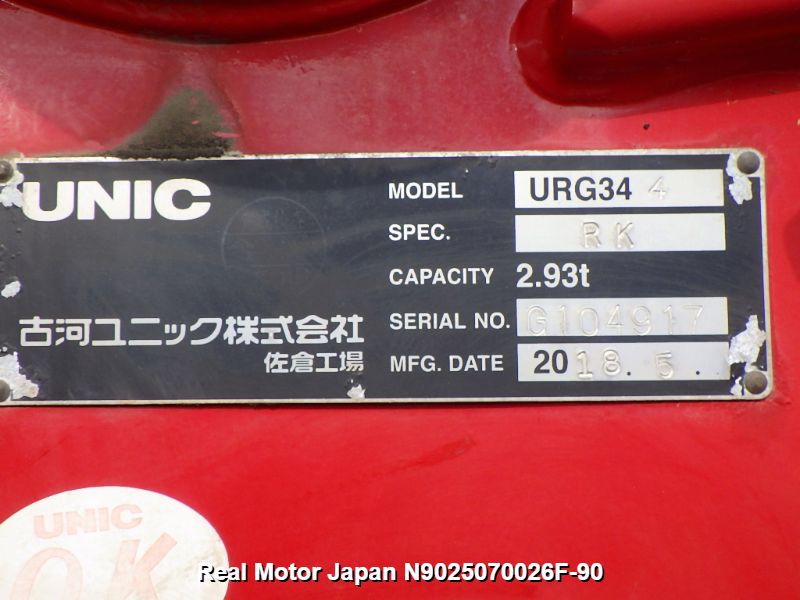 UNIC
MODEL URG34 4
SPEC. RK
CAPACITY 2.93t
SERIAL NO. G104917
MFG. DATE 2018.5.
古河ユニック株式会社
佐倉工場
UNIC
OK
Real Motor Japan N9025070026F-90